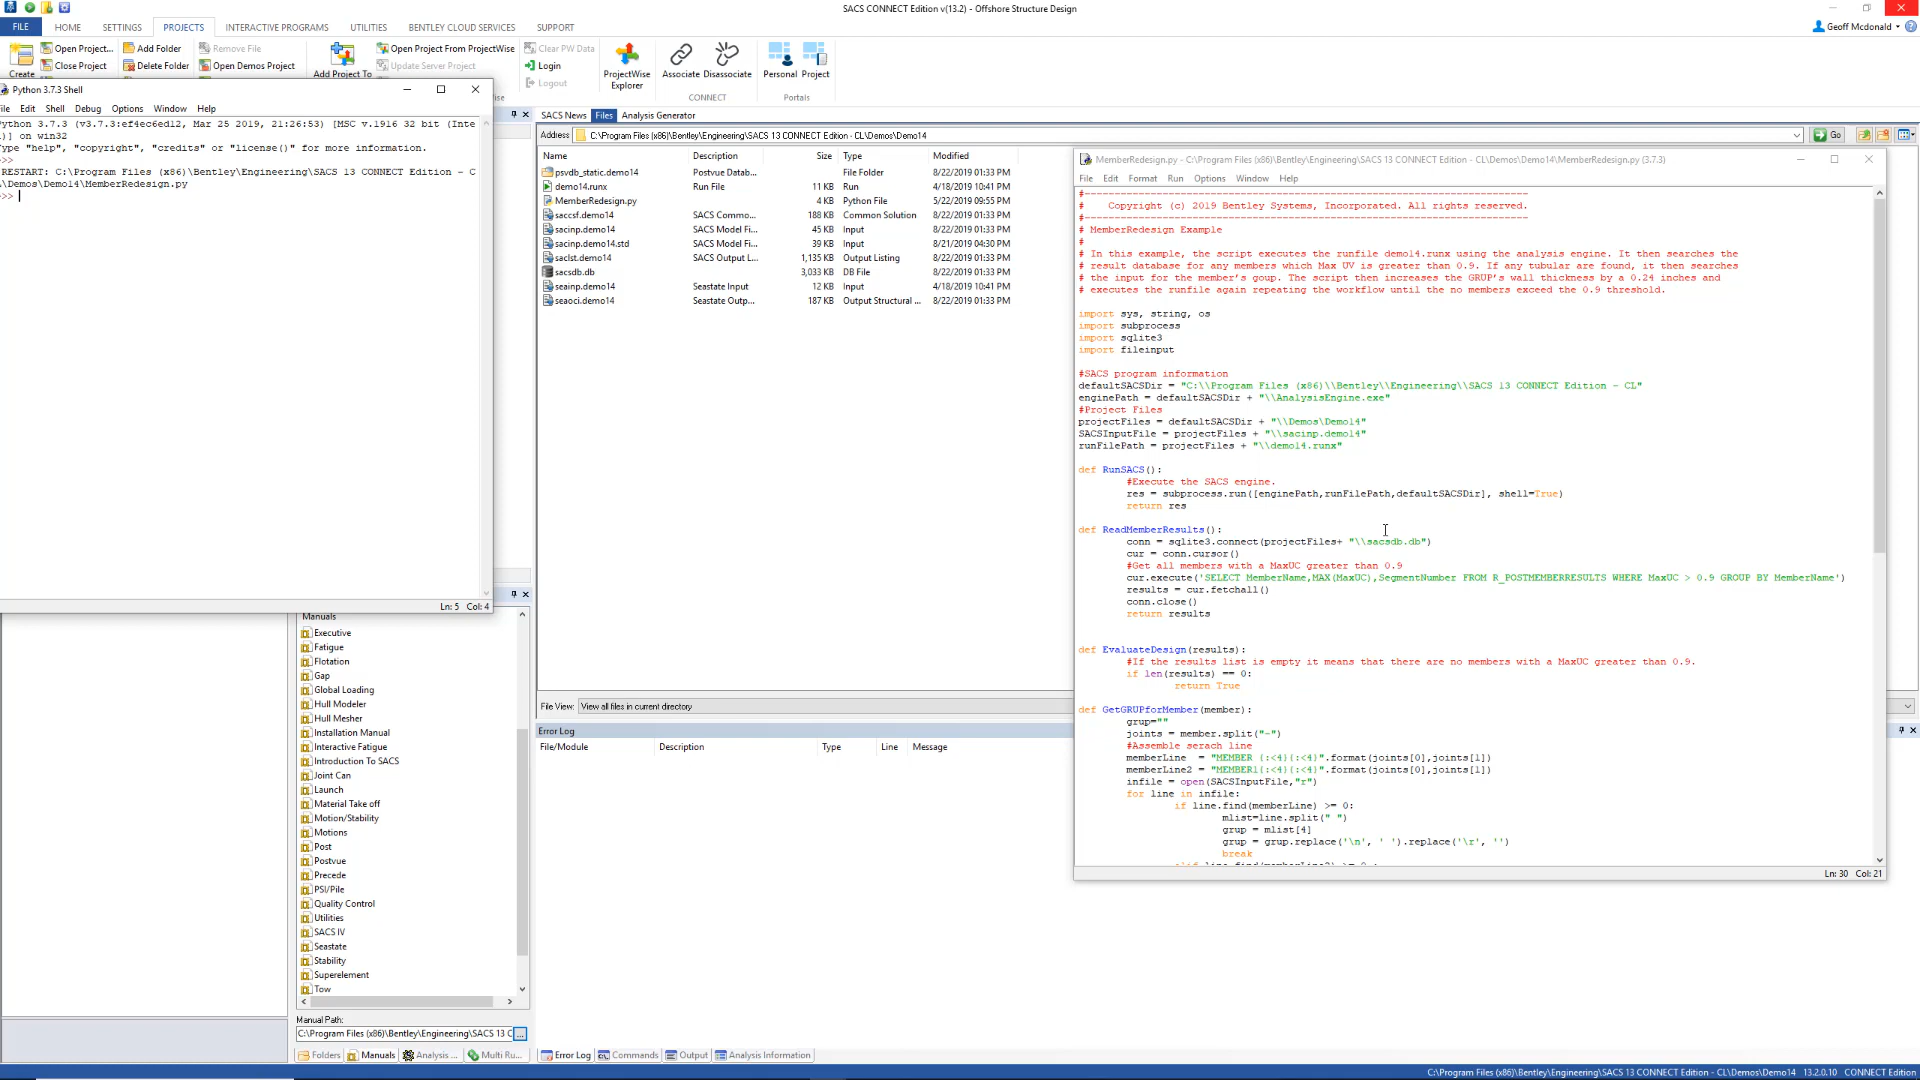 SACS CONNECT Edition v(13.2) - Offshore Structure Design
FILE
HOME
SETTINGS
PROJECTS
INTERACTIVE PROGRAMS
UTILITIES
BENTLEY CLOUD SERVICES
SUPPORT
Geoff Mcdonald
Open Project...
Add Folder
Remove File
Open Project From ProjectWise
Clear PW Data
Close Project
Delete Folder
Open Demos Project
Update Server Project
Login
Logout
Create
Add Project To
ProjectWise Explorer
Associate
Disassociate
Personal
Project
CONNECT
Portals
Python 3.7.3 Shell
ile Edit Shell Debug Options Window Help
ython 3.7.3 (v3.7.3:ef4ec6ed12, Mar 25 2019, 21:26:53) [MSC v.1916 32 bit (Inte
)] on win32
ype "help", "copyright", "credits" or "license()" for more information.
>>>
RESTART: C:\Program Files (x86)\Bentley\Engineering\SACS 13 CONNECT Edition - C
\Demos\Demo14\MemberRedesign.py
>>>
Ln: 5 Col: 4
Manuals
Executive
Fatigue
Flotation
Gap
Global Loading
Hull Modeler
Hull Mesher
Installation Manual
Interactive Fatigue
Introduction To SACS
Joint Can
Launch
Material Take off
Motion/Stability
Motions
Post
Postvue
Precede
PSI/Pile
Quality Control
Utilities
SACS IV
Seastate
Stability
Superelement
Tow
Manual Path:
C:\Program Files (x86)\Bentley\Engineering\SACS 13 C
...
Folders Manuals Analysis ... Multi Ru...
SACS News Files Analysis Generator
Address C:\Program Files (x86)\Bentley\Engineering\SACS 13 CONNECT Edition - CL\Demos\Demo14 Go
Name Description Size Type Modified
psvdb_static.demo14 Postvue Datab... File Folder 8/22/2019 01:33 PM
demo14.runx Run File 11 KB Run 4/18/2019 10:41 PM
MemberRedesign.py 4 KB Python File 5/22/2019 09:55 PM
saccsf.demo14 SACS Commo... 188 KB Common Solution 8/22/2019 01:33 PM
sacinp.demo14 SACS Model Fi... 45 KB Input 8/22/2019 01:33 PM
sacinp.demo14.std SACS Model Fi... 39 KB Input 8/21/2019 04:30 PM
saclst.demo14 SACS Output L... 1,135 KB Output Listing 8/22/2019 01:33 PM
sacsdb.db 3,033 KB DB File 8/22/2019 01:33 PM
seainp.demo14 Seastate Input 12 KB Input 4/18/2019 10:41 PM
seaoci.demo14 Seastate Outp... 187 KB Output Structural ... 8/22/2019 01:33 PM
File View: View all files in current directory
Error Log
File/Module Description Type Line Message
Error Log Commands Output Analysis Information
MemberRedesign.py - C:\Program Files (x86)\Bentley\Engineering\SACS 13 CONNECT Edition - CL\Demos\Demo14\MemberRedesign.py (3.7.3)
File Edit Format Run Options Window Help
#--------------------------------------------------------------------------
# Copyright (c) 2019 Bentley Systems, Incorporated. All rights reserved.
#--------------------------------------------------------------------------
# MemberRedesign Example
#
# In this example, the script executes the runfile demo14.runx using the analysis engine. It then searches the
# result database for any members which Max UV is greater than 0.9. If any tubular are found, it then searches
# the input for the member's goup. The script then increases the GRUP's wall thickness by a 0.24 inches and
# executes the runfile again repeating the workflow until the no members exceed the 0.9 threshold.
import sys, string, os
import subprocess
import sqlite3
import fileinput
#SACS program information
defaultSACSDir = "C:\\Program Files (x86)\\Bentley\\Engineering\\SACS 13 CONNECT Edition - CL"
enginePath = defaultSACSDir + "\\AnalysisEngine.exe"
#Project Files
projectFiles = defaultSACSDir + "\\Demos\Demo14"
SACSInputFile = projectFiles + "\\sacinp.demo14"
runFilePath = projectFiles + "\\demo14.runx"
def RunSACS():
#Execute the SACS engine.
res = subprocess.run([enginePath,runFilePath,defaultSACSDir], shell=True)
return res
def ReadMemberResults():
conn = sqlite3.connect(projectFiles+ "\\sacsdb.db")
cur = conn.cursor()
#Get all members with a MaxUC greater than 0.9
cur.execute('SELECT MemberName,MAX(MaxUC),SegmentNumber FROM R_POSTMEMBERRESULTS WHERE MaxUC > 0.9 GROUP BY MemberName')
results = cur.fetchall()
conn.close()
return results
def EvaluateDesign(results):
#If the results list is empty it means that there are no members with a MaxUC greater than 0.9.
if len(results) == 0:
return True
def GetGRUPforMember(member):
grup=""
joints = member.split("-")
#Assemble serach line
memberLine = "MEMBER {:<4}{:<4}".format(joints[0],joints[1])
memberLine2 = "MEMBER1{:<4}{:<4}".format(joints[0],joints[1])
infile = open(SACSInputFile,"r")
for line in infile:
if line.find(memberLine) >= 0:
mlist=line.split(" ")
grup = mlist[4]
grup = grup.replace('\n', ' ').replace('\r', '')
break
Ln: 30 Col: 21
C:\Program Files (x86)\Bentley\Engineering\SACS 13 CONNECT Edition - CL\Demos\Demo14 13.2.0.10 CONNECT Edition